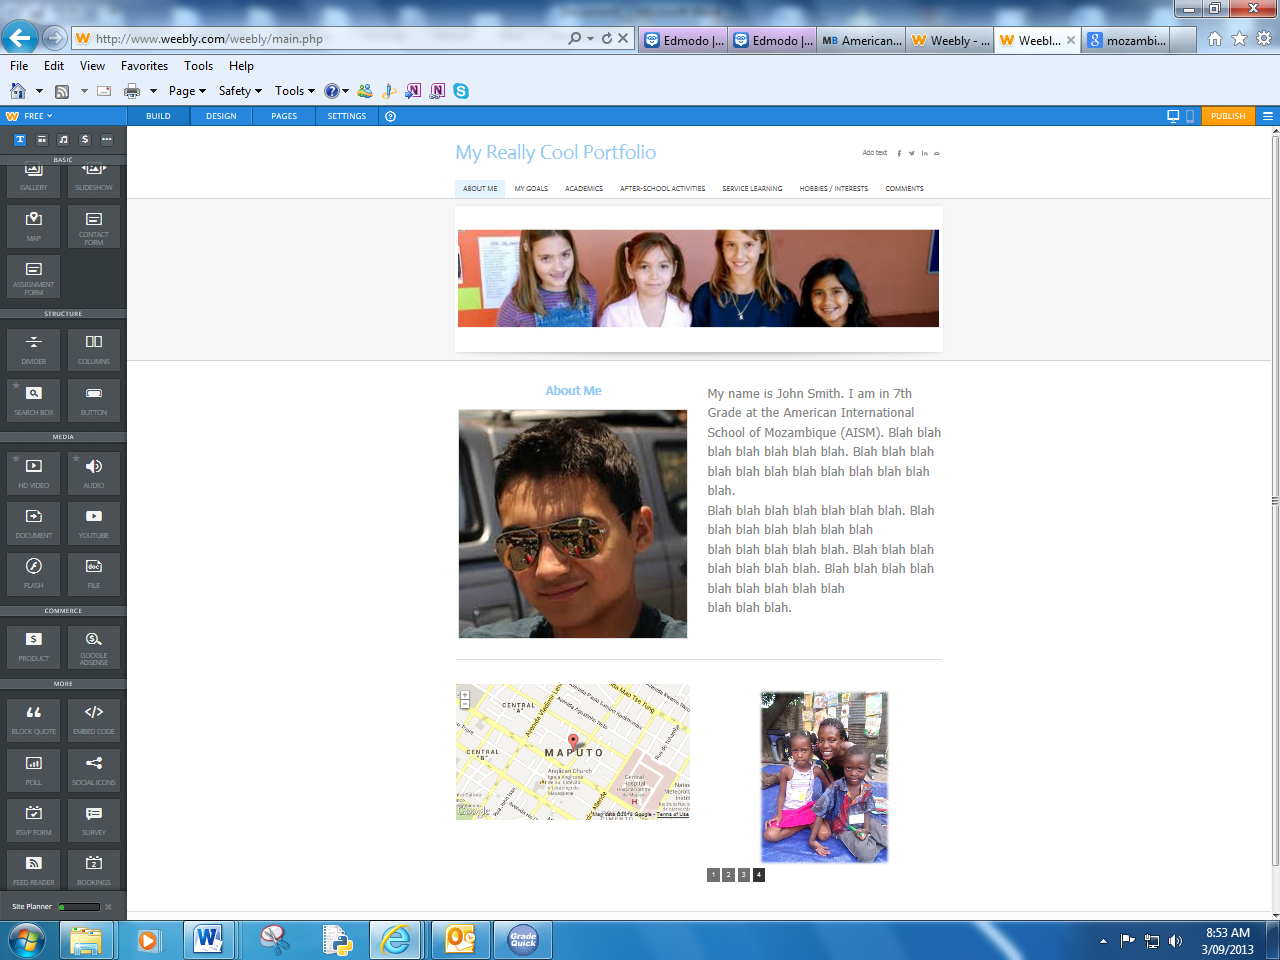 http://www.weebly.com/weebly/main.php
Edmodo |...
Edmodo |...
MB American...
Weebly - ...
Weebl...
mozambi...
File Edit View Favorites Tools Help
Page Safety Tools
FREE
BUILD DESIGN PAGES SETTINGS
PUBLISH
BASIC
GALLERY SLIDESHOW
MAP CONTACT FORM
ASSIGNMENT FORM
STRUCTURE
DIVIDER COLUMNS
SEARCH BOX BUTTON
MEDIA
HD VIDEO AUDIO
DOCUMENT YOUTUBE
FLASH FILE
COMMERCE
PRODUCT GOOGLE ADSENSE
MORE
BLOCK QUOTE EMBED CODE
POLL SOCIAL ICONS
RSVP FORM SURVEY
FEED READER BOOKINGS
Site Planner
My Really Cool Portfolio
Add text
ABOUT ME MY GOALS ACADEMICS AFTER-SCHOOL ACTIVITIES SERVICE LEARNING HOBBIES / INTERESTS COMMENTS
About Me
My name is John Smith. I am in 7th
Grade at the American International
School of Mozambique (AISM). Blah blah
blah blah blah blah blah. Blah blah blah
blah blah blah blah blah blah blah blah
blah.
Blah blah blah blah blah blah blah. Blah
blah blah blah blah blah blah
blah blah blah blah blah. Blah blah blah
blah blah blah blah. Blah blah blah blah
blah blah blah blah blah
blah blah blah.
CENTRAL "A"
CENTRAL "B"
MAPUTO
Anglican Church
Central Hospital
Terms of Use
1 2 3 4
Grade Quick
8:53 AM
3/09/2013